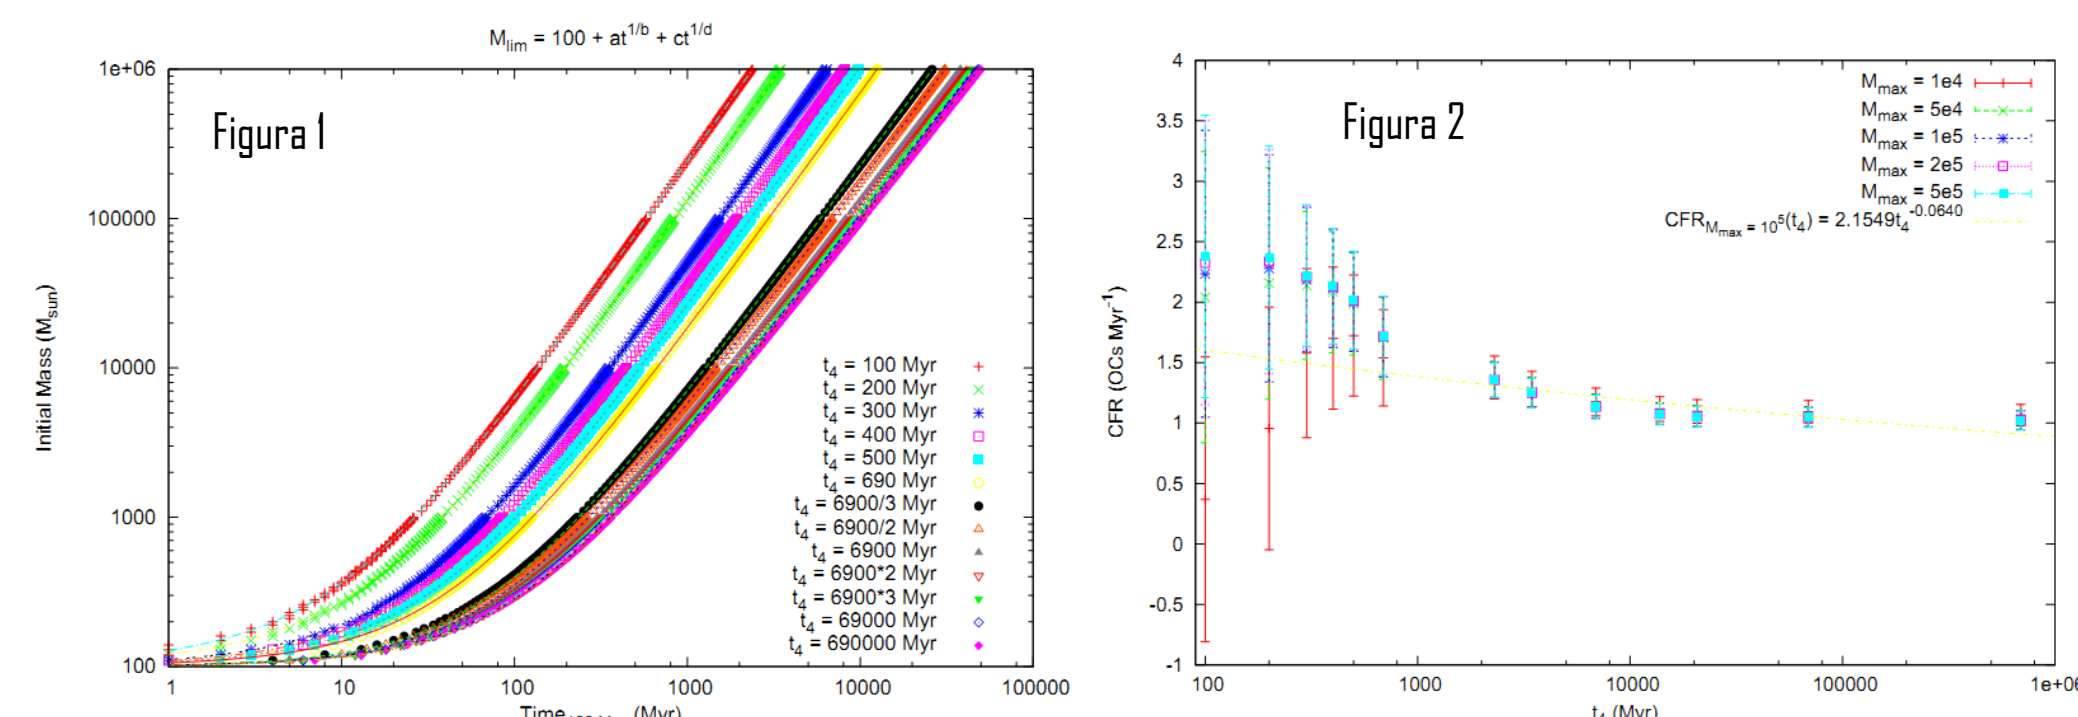 M_lim = 100 + at^1/b + ct^1/d
Figura 1
Initial Mass (M_sun)
1e+06
100000
10000
1000
100
t_4 = 100 Myr
t_4 = 200 Myr
t_4 = 300 Myr
t_4 = 400 Myr
t_4 = 500 Myr
t_4 = 690 Myr
t_4 = 6900/3 Myr
t_4 = 6900/2 Myr
t_4 = 6900 Myr
t_4 = 6900*2 Myr
t_4 = 6900*3 Myr
t_4 = 69000 Myr
t_4 = 690000 Myr
1 10 100 1000 10000 100000
Time (Myr)
Figura 2
CFR (OCs Myr^-1)
4
3.5
3
2.5
2
1.5
1
0.5
0
-0.5
-1
M_max = 1e4
M_max = 5e4
M_max = 1e5
M_max = 2e5
M_max = 5e5
CFR_M_max = 10^5(t_4) = 2.1549t_4^-0.0640
100 1000 10000 100000 1e+06
t_4 (Myr)